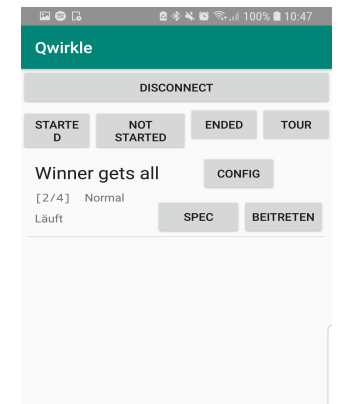 100% 10:47
Qwirkle
DISCONNECT
STARTE
D
NOT
STARTED
ENDED
TOUR
Winner gets all
CONFIG
[2/4] Normal
Läuft
SPEC
BEITRETEN